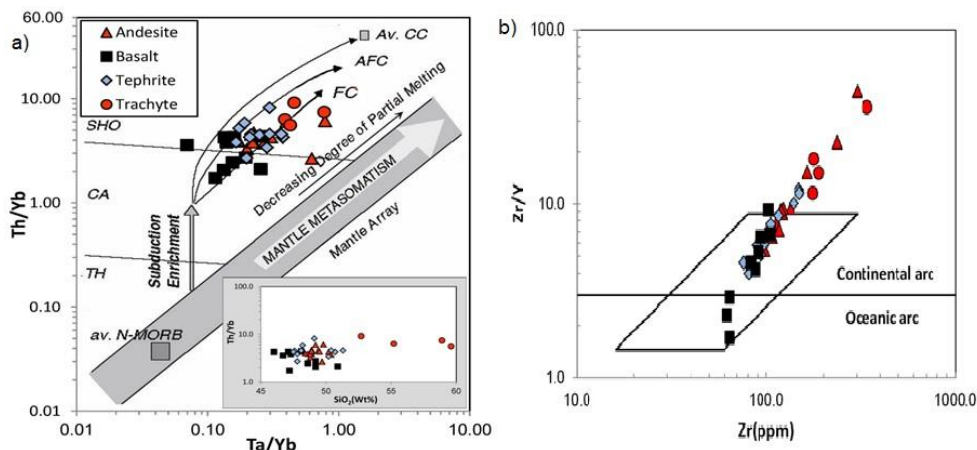 a)
Th/Yb
60.00
10.00
1.00
0.10
0.01
Andesite
Basalt
Tephrite
Trachyte
Av. CC
AFC
FC
SHO
CA
TH
Subduction
Enrichment
Decreasing Degree of Partial Melting
MANTLE METASOMATISM
Mantle Array
av. N-MORB
Th/Yb
100.0
10.0
1.0
45 50 55 60
SiO2(Wt%)
0.01 0.10 1.00 10.00
Ta/Yb
b)
Zr/Y
100.0
10.0
1.0
Continental arc
Oceanic arc
10.0 100.0 1000.0
Zr(ppm)